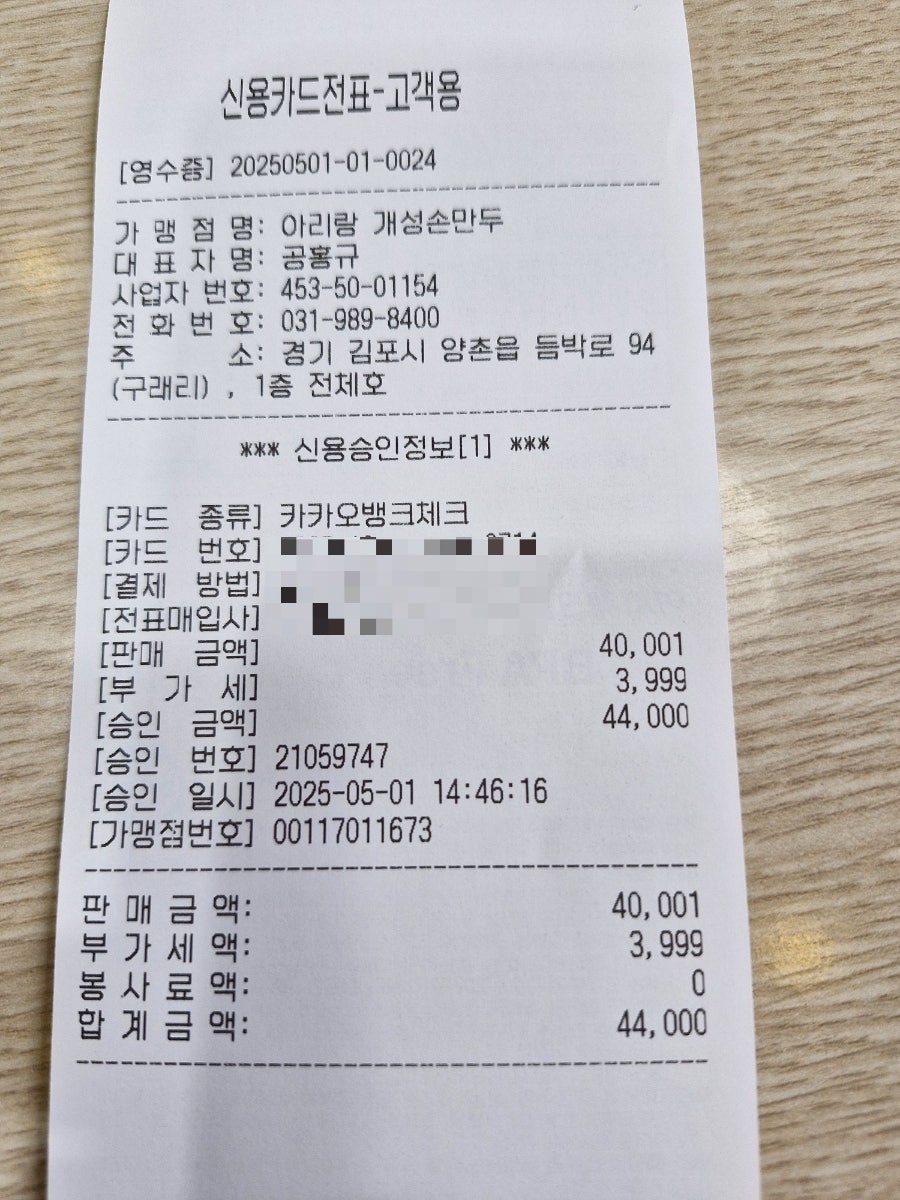 신용카드전표-고객용
[영수증] 20250501-01-0024
가 맹 점 명: 아리랑 개성손만두
대 표 자 명: 공홍규
사업자 번호: 453-50-01154
전 화 번 호: 031-989-8400
주 소: 경기 김포시 양촌읍 듬박로 94
(구래리) , 1층 전체호
*** 신용승인정보[1] ***
[카드 종류] 카카오뱅크체크
[카드 번호]
[결제 방법]
[전표매입사]
[판매 금액] 40,001
[부 가 세] 3,999
[승인 금액] 44,000
[승인 번호] 21059747
[승인 일시] 2025-05-01 14:46:16
[가맹점번호] 00117011673
판 매 금 액: 40,001
부 가 세 액: 3,999
봉 사 료 액: 0
합 계 금 액: 44,000